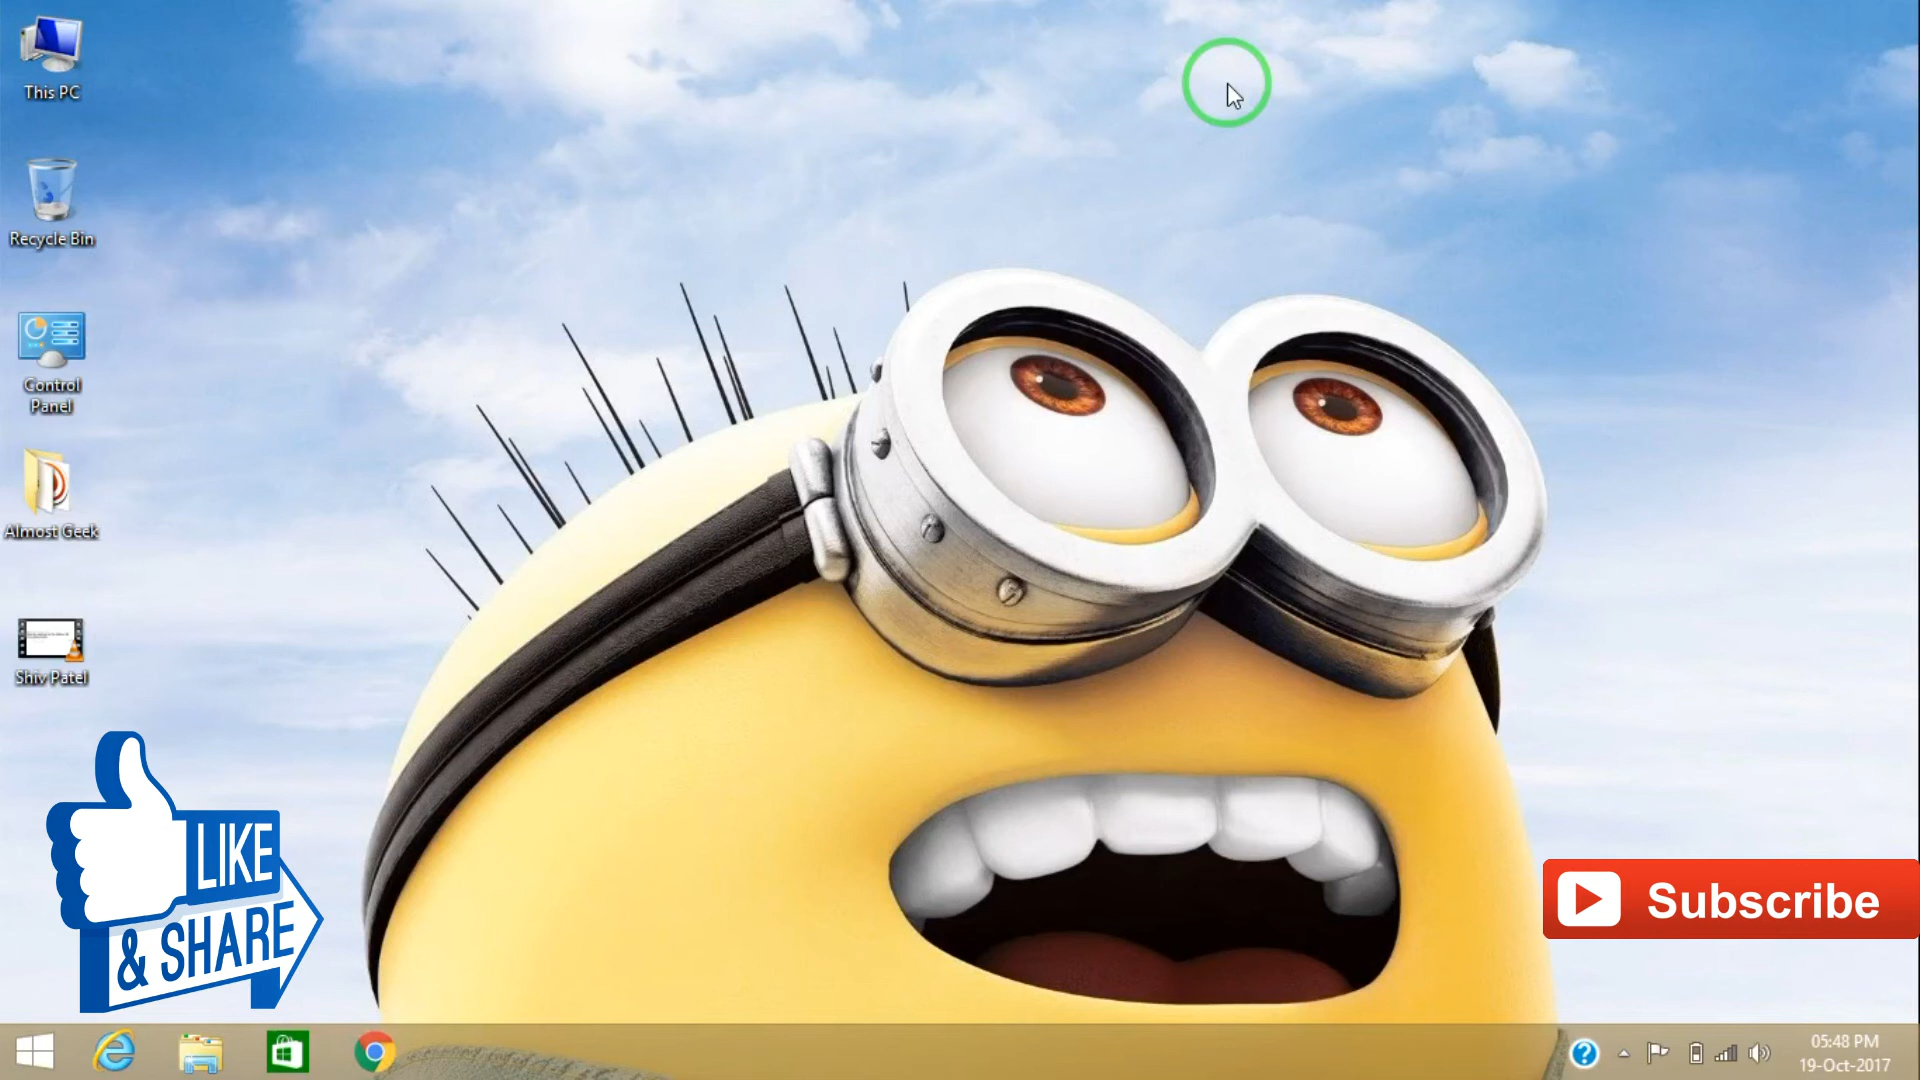 This PC
Recycle Bin
Control
Panel
Almost Geek
Shiv Patel
LIKE
& SHARE
Subscribe
05:48 PM
19-Oct-2017